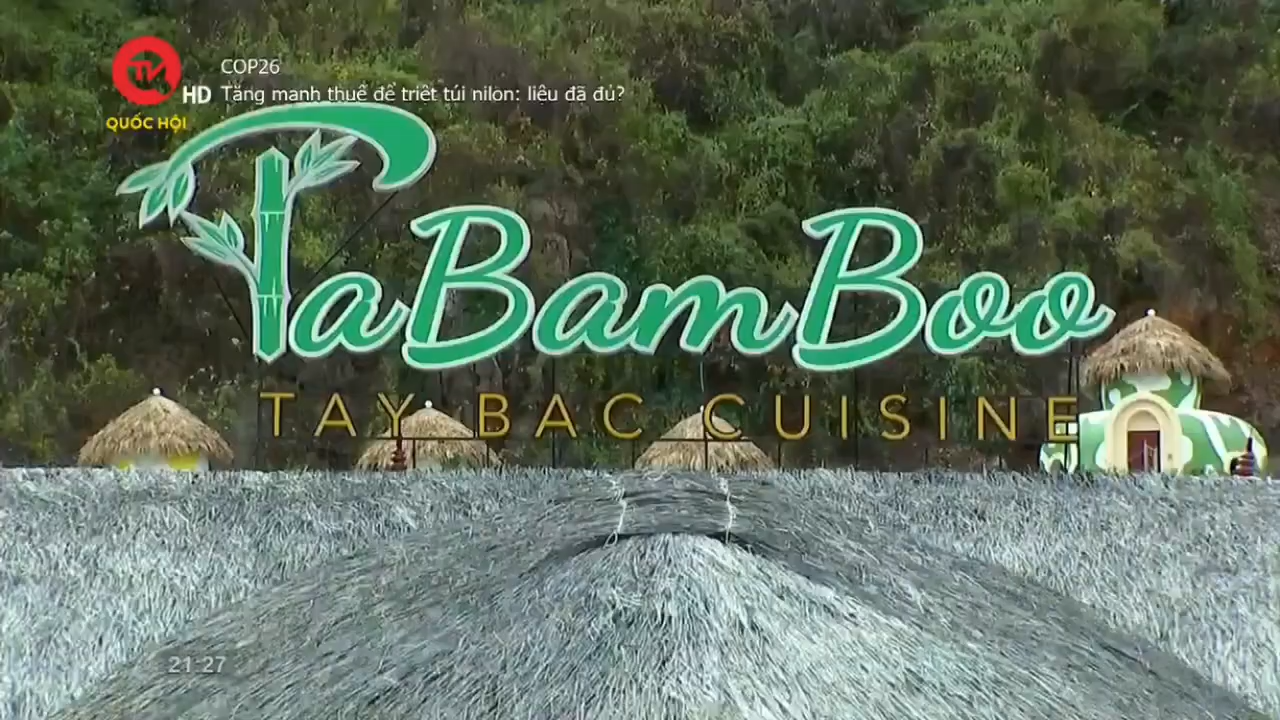 COP26
HD Tăng mạnh thuế để triệt túi nilon: liệu đã đủ?
QUỐC HỘI
TaBamBoo
TAY BAC CUISINE
21:27